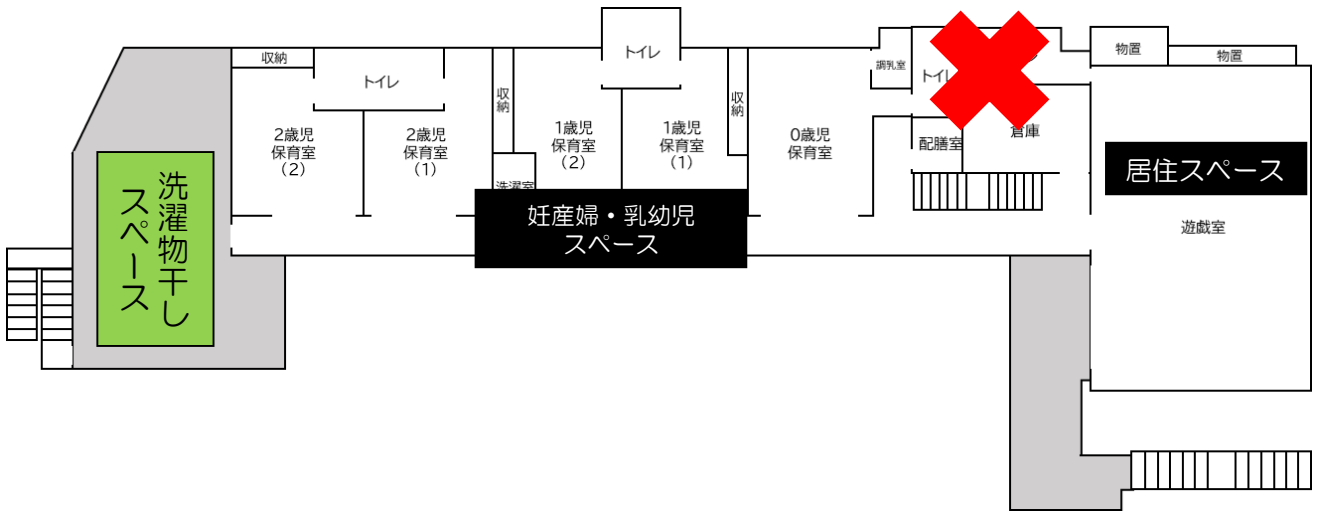 収納
トイレ
2歳児
保育室
（2）
2歳児
保育室
（1）
収納
洗濯室
トイレ
1歳児
保育室
（2）
1歳児
保育室
（1）
収納
0歳児
保育室
調乳室
トイレ
配膳室
倉庫
物置
物置
居住スペース
遊戯室
妊産婦・乳幼児
スペース
洗濯物干し
スペース